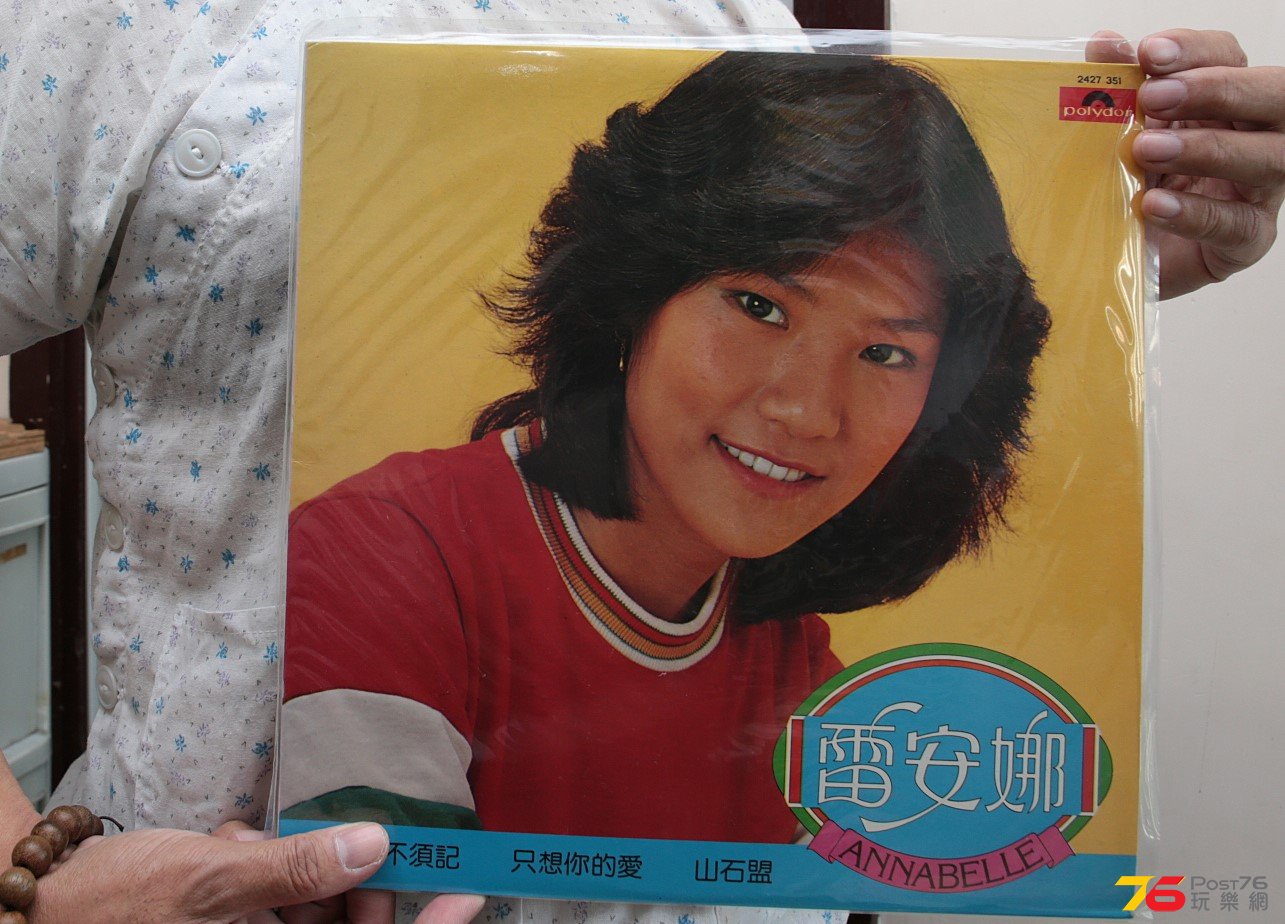 2427 351
polydor
雷安娜
ANNABELLE
不須記 只想你的愛 山石盟
76 POST76
玩樂網